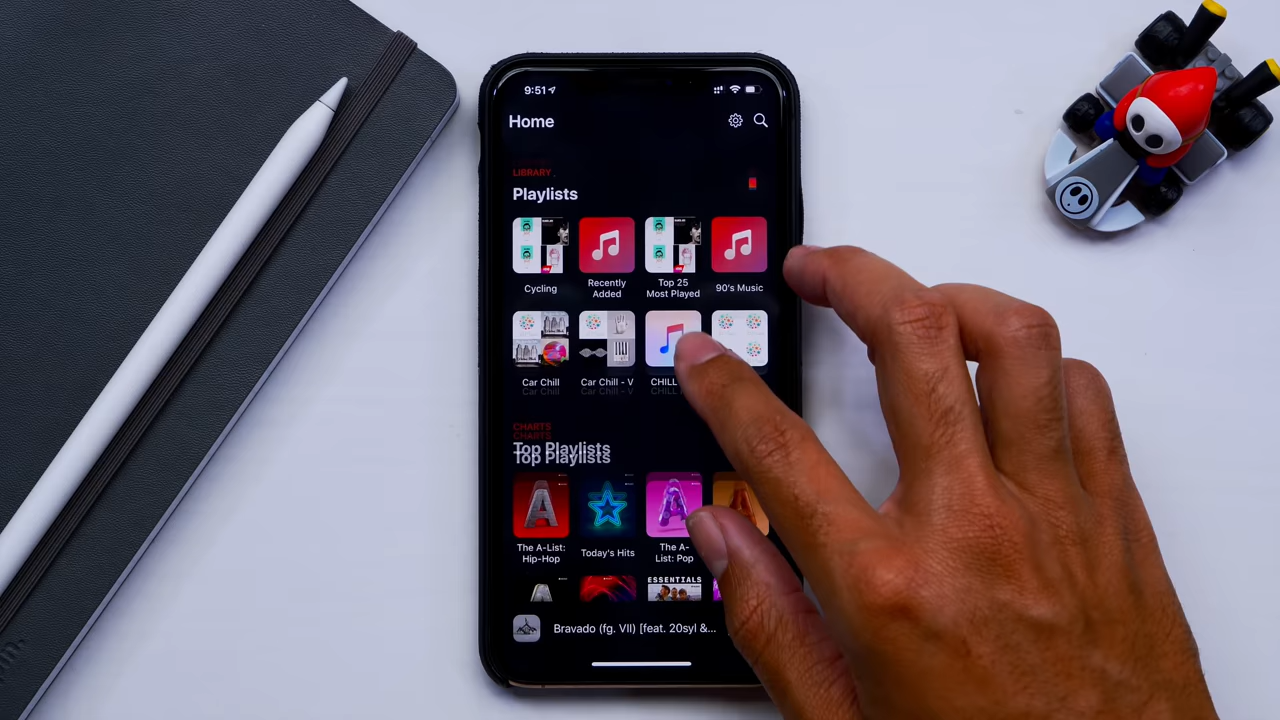 9:51
Home
LIBRARY
Playlists
Cycling
Recently
Added
Top 25
Most Played
90's Music
Car Chill
Car Chill - V
CHILL
CHARTS
Top Playlists
The A-List:
Hip-Hop
Today's Hits
The A-
List: Pop
ESSENTIALS
Bravado (fg. VII) [feat. 20syl &...